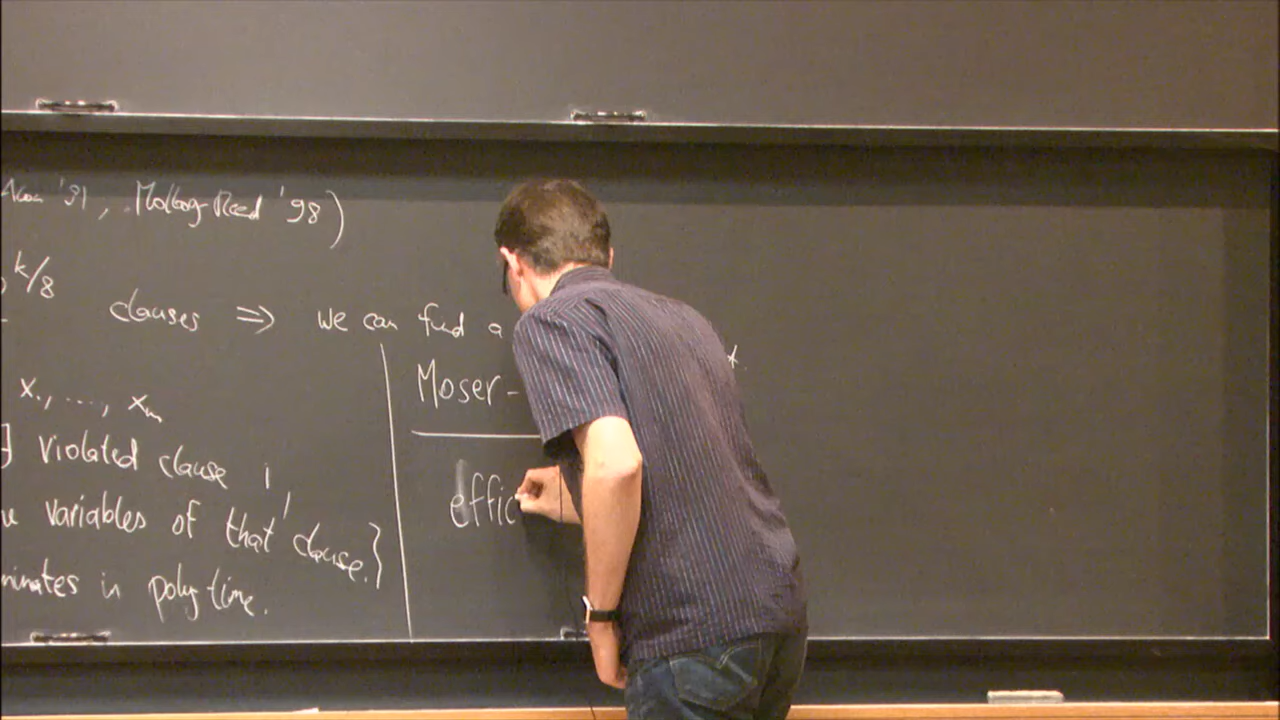 '91, Molloy-Reed '98)
k/8
clauses ⇒ we can find a
x₁, ..., xₙ
∃ violated clause i,
variables of that clause.}
minates in poly time.
Moser-
effic